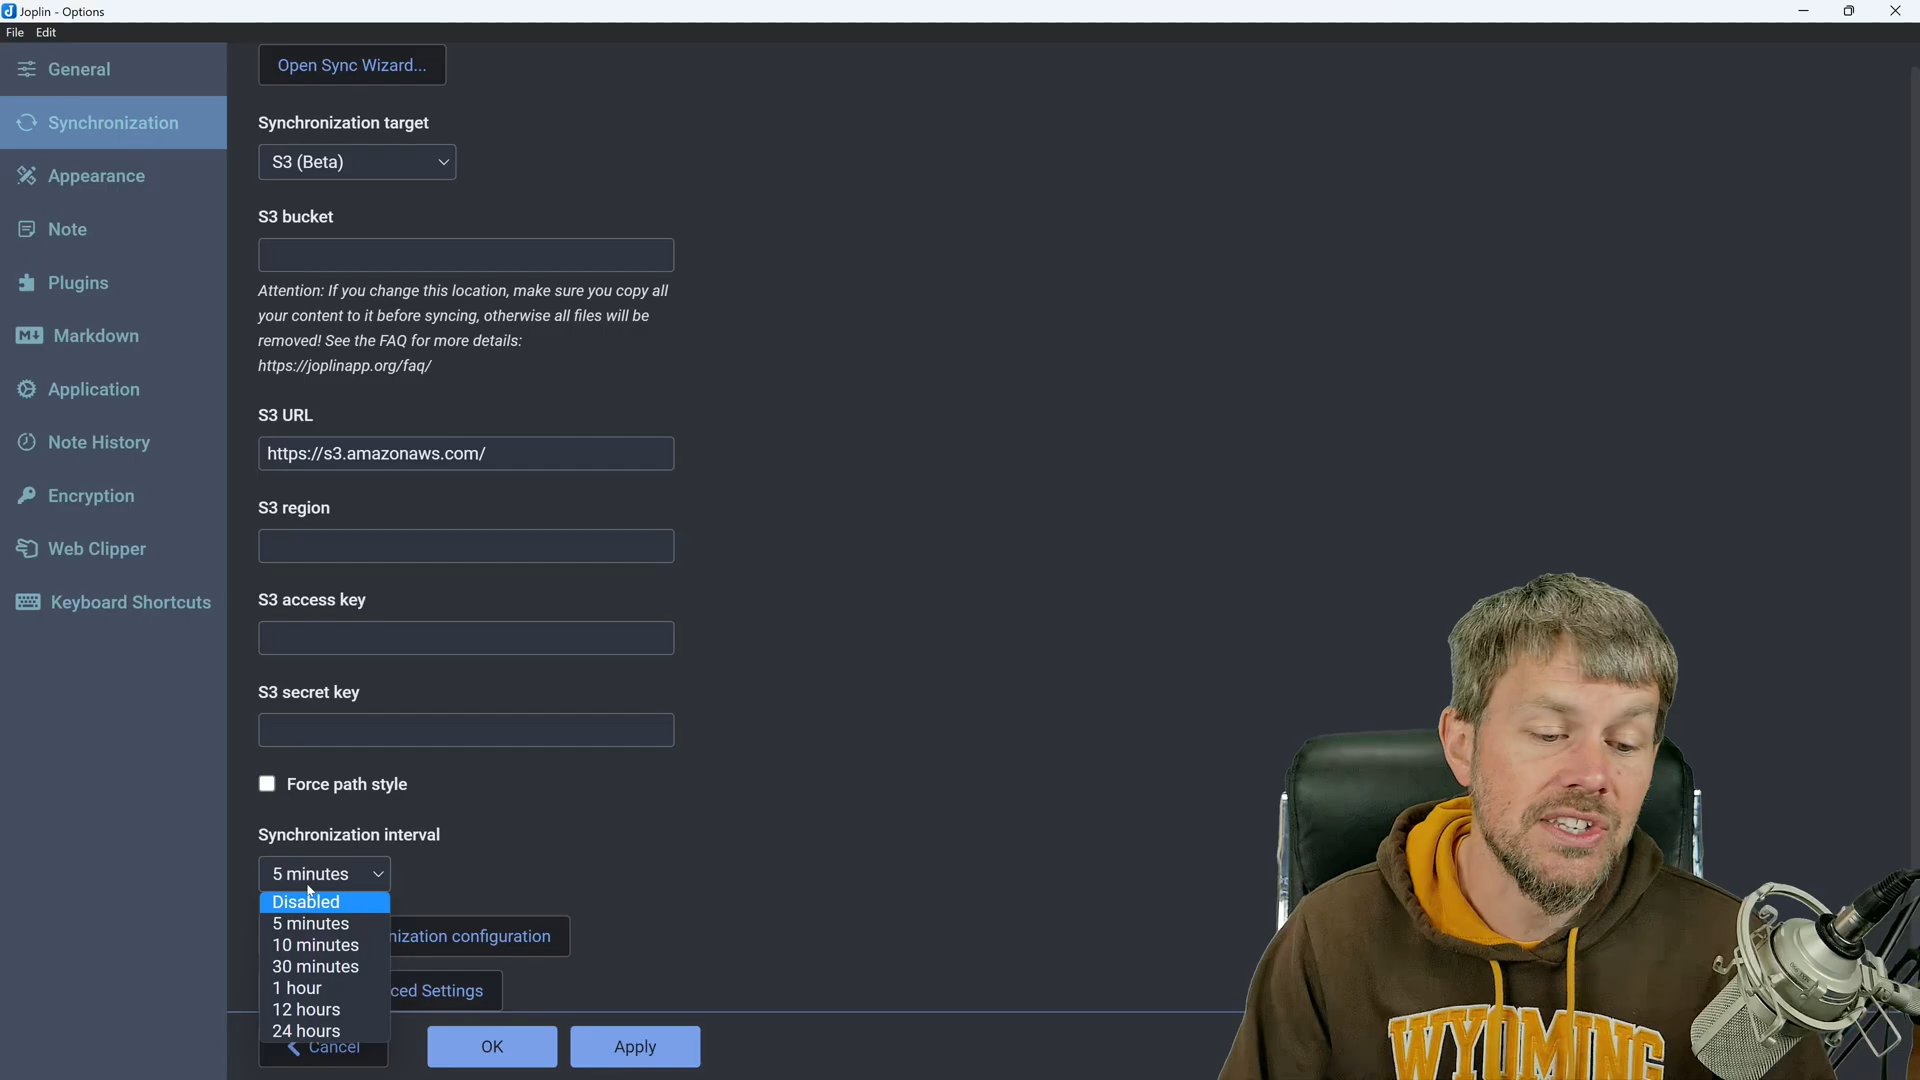 Joplin - Options
File Edit
General
Synchronization
Appearance
Note
Plugins
Markdown
Application
Note History
Encryption
Web Clipper
Keyboard Shortcuts
Open Sync Wizard...
Synchronization target
S3 (Beta)
S3 bucket
Attention: If you change this location, make sure you copy all
your content to it before syncing, otherwise all files will be
removed! See the FAQ for more details:
https://joplinapp.org/faq/
S3 URL
https://s3.amazonaws.com/
S3 region
S3 access key
S3 secret key
Force path style
Synchronization interval
5 minutes
Disabled
5 minutes
10 minutes
30 minutes
1 hour
12 hours
24 hours
nization configuration
ced Settings
Cancel
OK
Apply
WYOMING